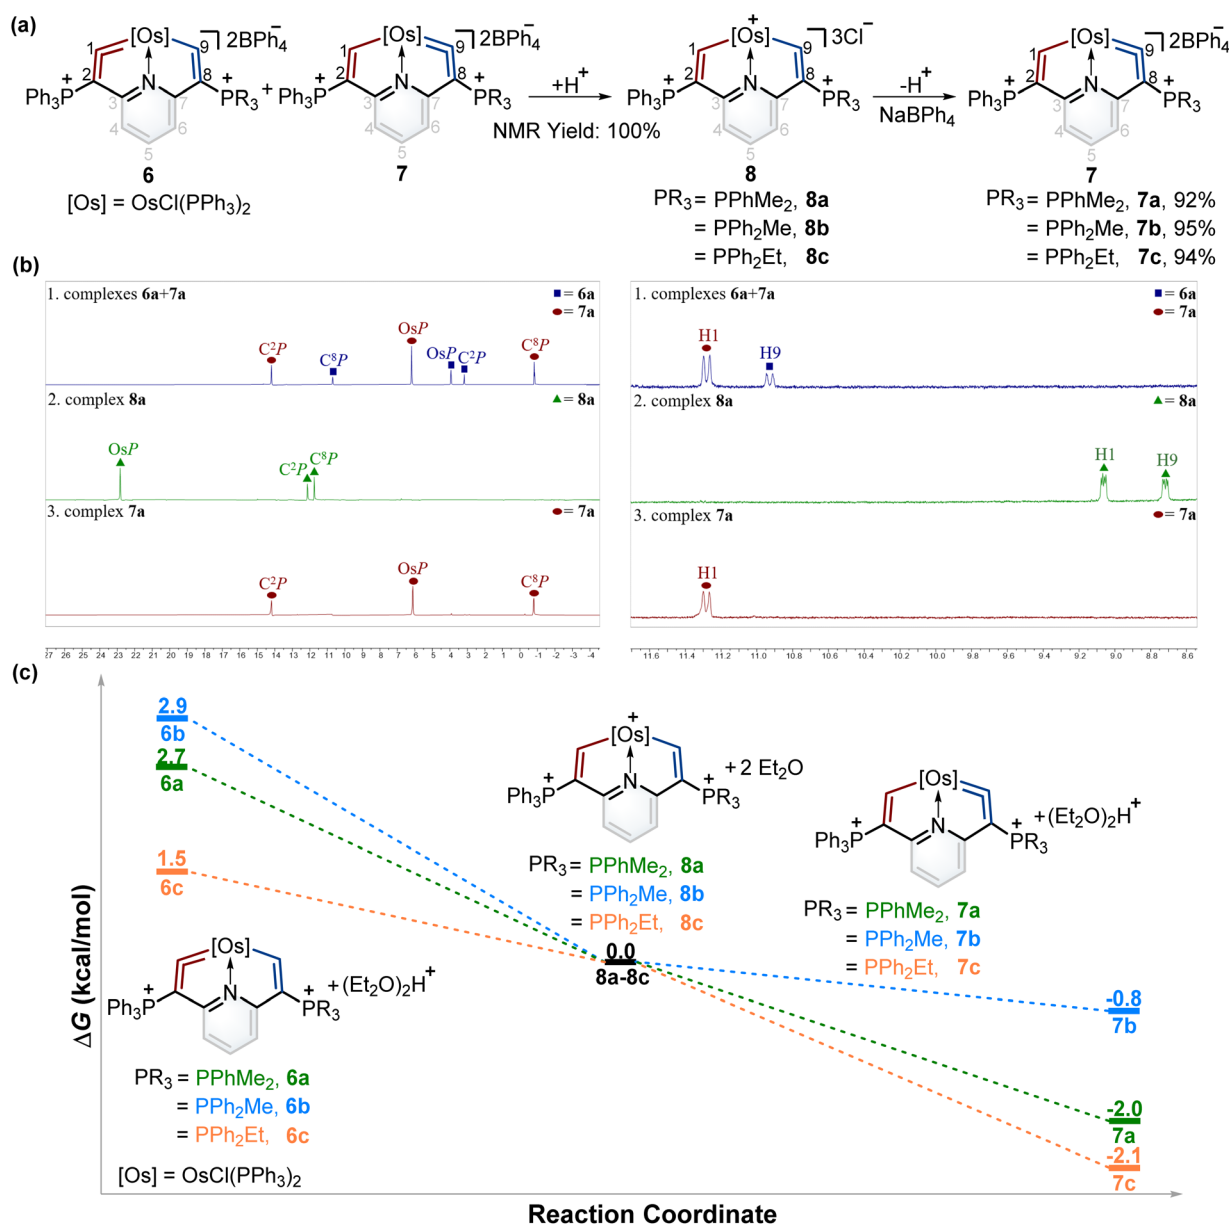 (a)
[Os] 2BPh4−
1 9
2 8
P+ N P+
Ph3 3 7 R3
4 6
5
6
[Os] = OsCl(PPh3)2
+
[Os] 2BPh4−
1 9
2 8
P+ N P+
Ph3 3 7 R3
4 6
5
7
+H+
NMR Yield: 100%
+
[Os] 3Cl−
1 9
2 8
P+ N P+
Ph3 3 7 R3
4 6
5
8
PR3 = PPhMe2, 8a
= PPh2Me, 8b
= PPh2Et, 8c
-H+
NaBPh4
[Os] 2BPh4−
1 9
2 8
P+ N P+
Ph3 3 7 R3
4 6
5
7
PR3 = PPhMe2, 7a, 92%
= PPh2Me, 7b, 95%
= PPh2Et, 7c, 94%
(b)
1. complexes 6a+7a
= 6a
= 7a
C2P C8P OsP OsP C2P C8P
2. complex 8a
= 8a
OsP C2P C8P
3. complex 7a
= 7a
C2P OsP C8P
27 26 25 24 23 22 21 20 19 18 17 16 15 14 13 12 11 10 9 8 7 6 5 4 3 2 1 0 -1 -2 -3 -4
1. complexes 6a+7a
= 6a
= 7a
H1 H9
2. complex 8a
= 8a
H1 H9
3. complex 7a
= 7a
H1
11.6 11.4 11.2 11.0 10.8 10.6 10.4 10.2 10.0 9.8 9.6 9.4 9.2 9.0 8.8 8.6
(c)
ΔG (kcal/mol)
2.9
6b
2.7
6a
1.5
6c
[Os]
P+ N P+
Ph3P PR3
+(Et2O)2H+
PR3 = PPhMe2, 6a
= PPh2Me, 6b
= PPh2Et, 6c
[Os] = OsCl(PPh3)2
+
[Os]
N
Ph3P+ PR3+
+ 2 Et2O
PR3 = PPhMe2, 8a
= PPh2Me, 8b
= PPh2Et, 8c
0.0
8a-8c
[Os]
N
Ph3P+ PR3+
+(Et2O)2H+
PR3 = PPhMe2, 7a
= PPh2Me, 7b
= PPh2Et, 7c
-0.8
7b
-2.0
7a
-2.1
7c
Reaction Coordinate